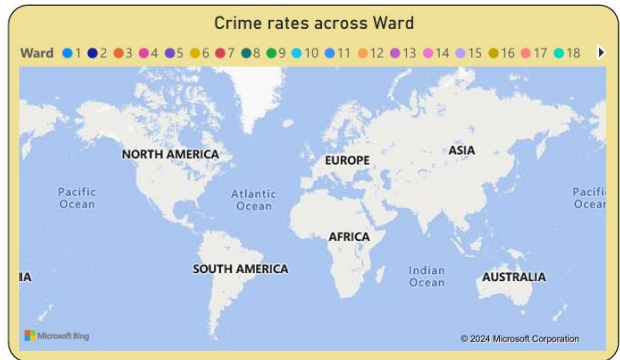 Crime rates across Ward
Ward 1 2 3 4 5 6 7 8 9 10 11 12 13 14 15 16 17 18
NORTH AMERICA
EUROPE
ASIA
Pacific
Ocean
Atlantic
Ocean
Pacifi
Ocean
AFRICA
SOUTH AMERICA
Indian
Ocean
IA
AUSTRALIA
Microsoft Bing
© 2024 Microsoft Corporation